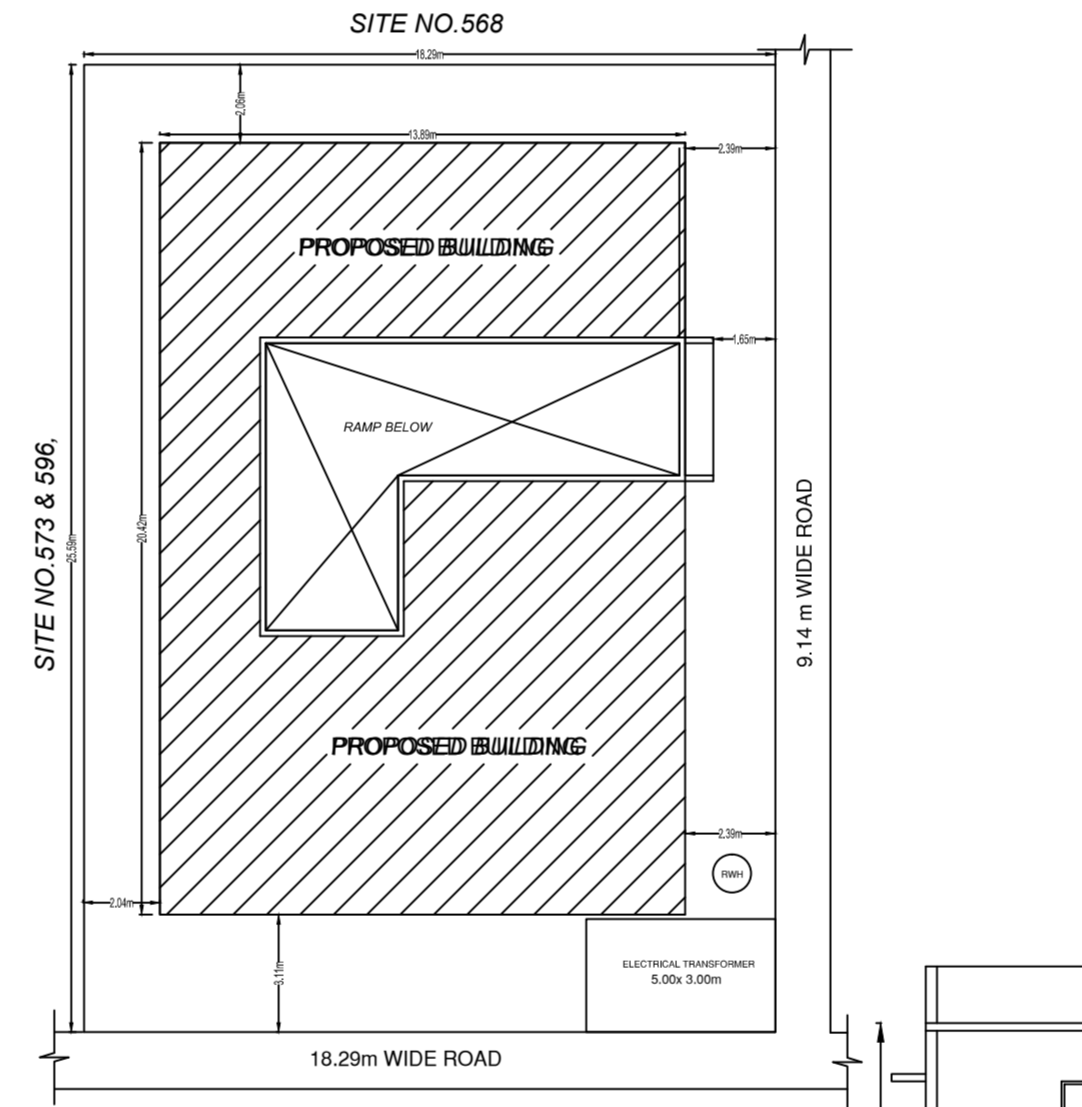 SITE NO.568
18.29m
2.06m
13.89m
2.39m
PROPOSED BUILDING
1.65m
RAMP BELOW
SITE NO.573 & 596,
25.59m
20.42m
9.14 m WIDE ROAD
PROPOSED BUILDING
2.39m
RWH
2.04m
3.11m
ELECTRICAL TRANSFORMER
5.00x 3.00m
18.29m WIDE ROAD